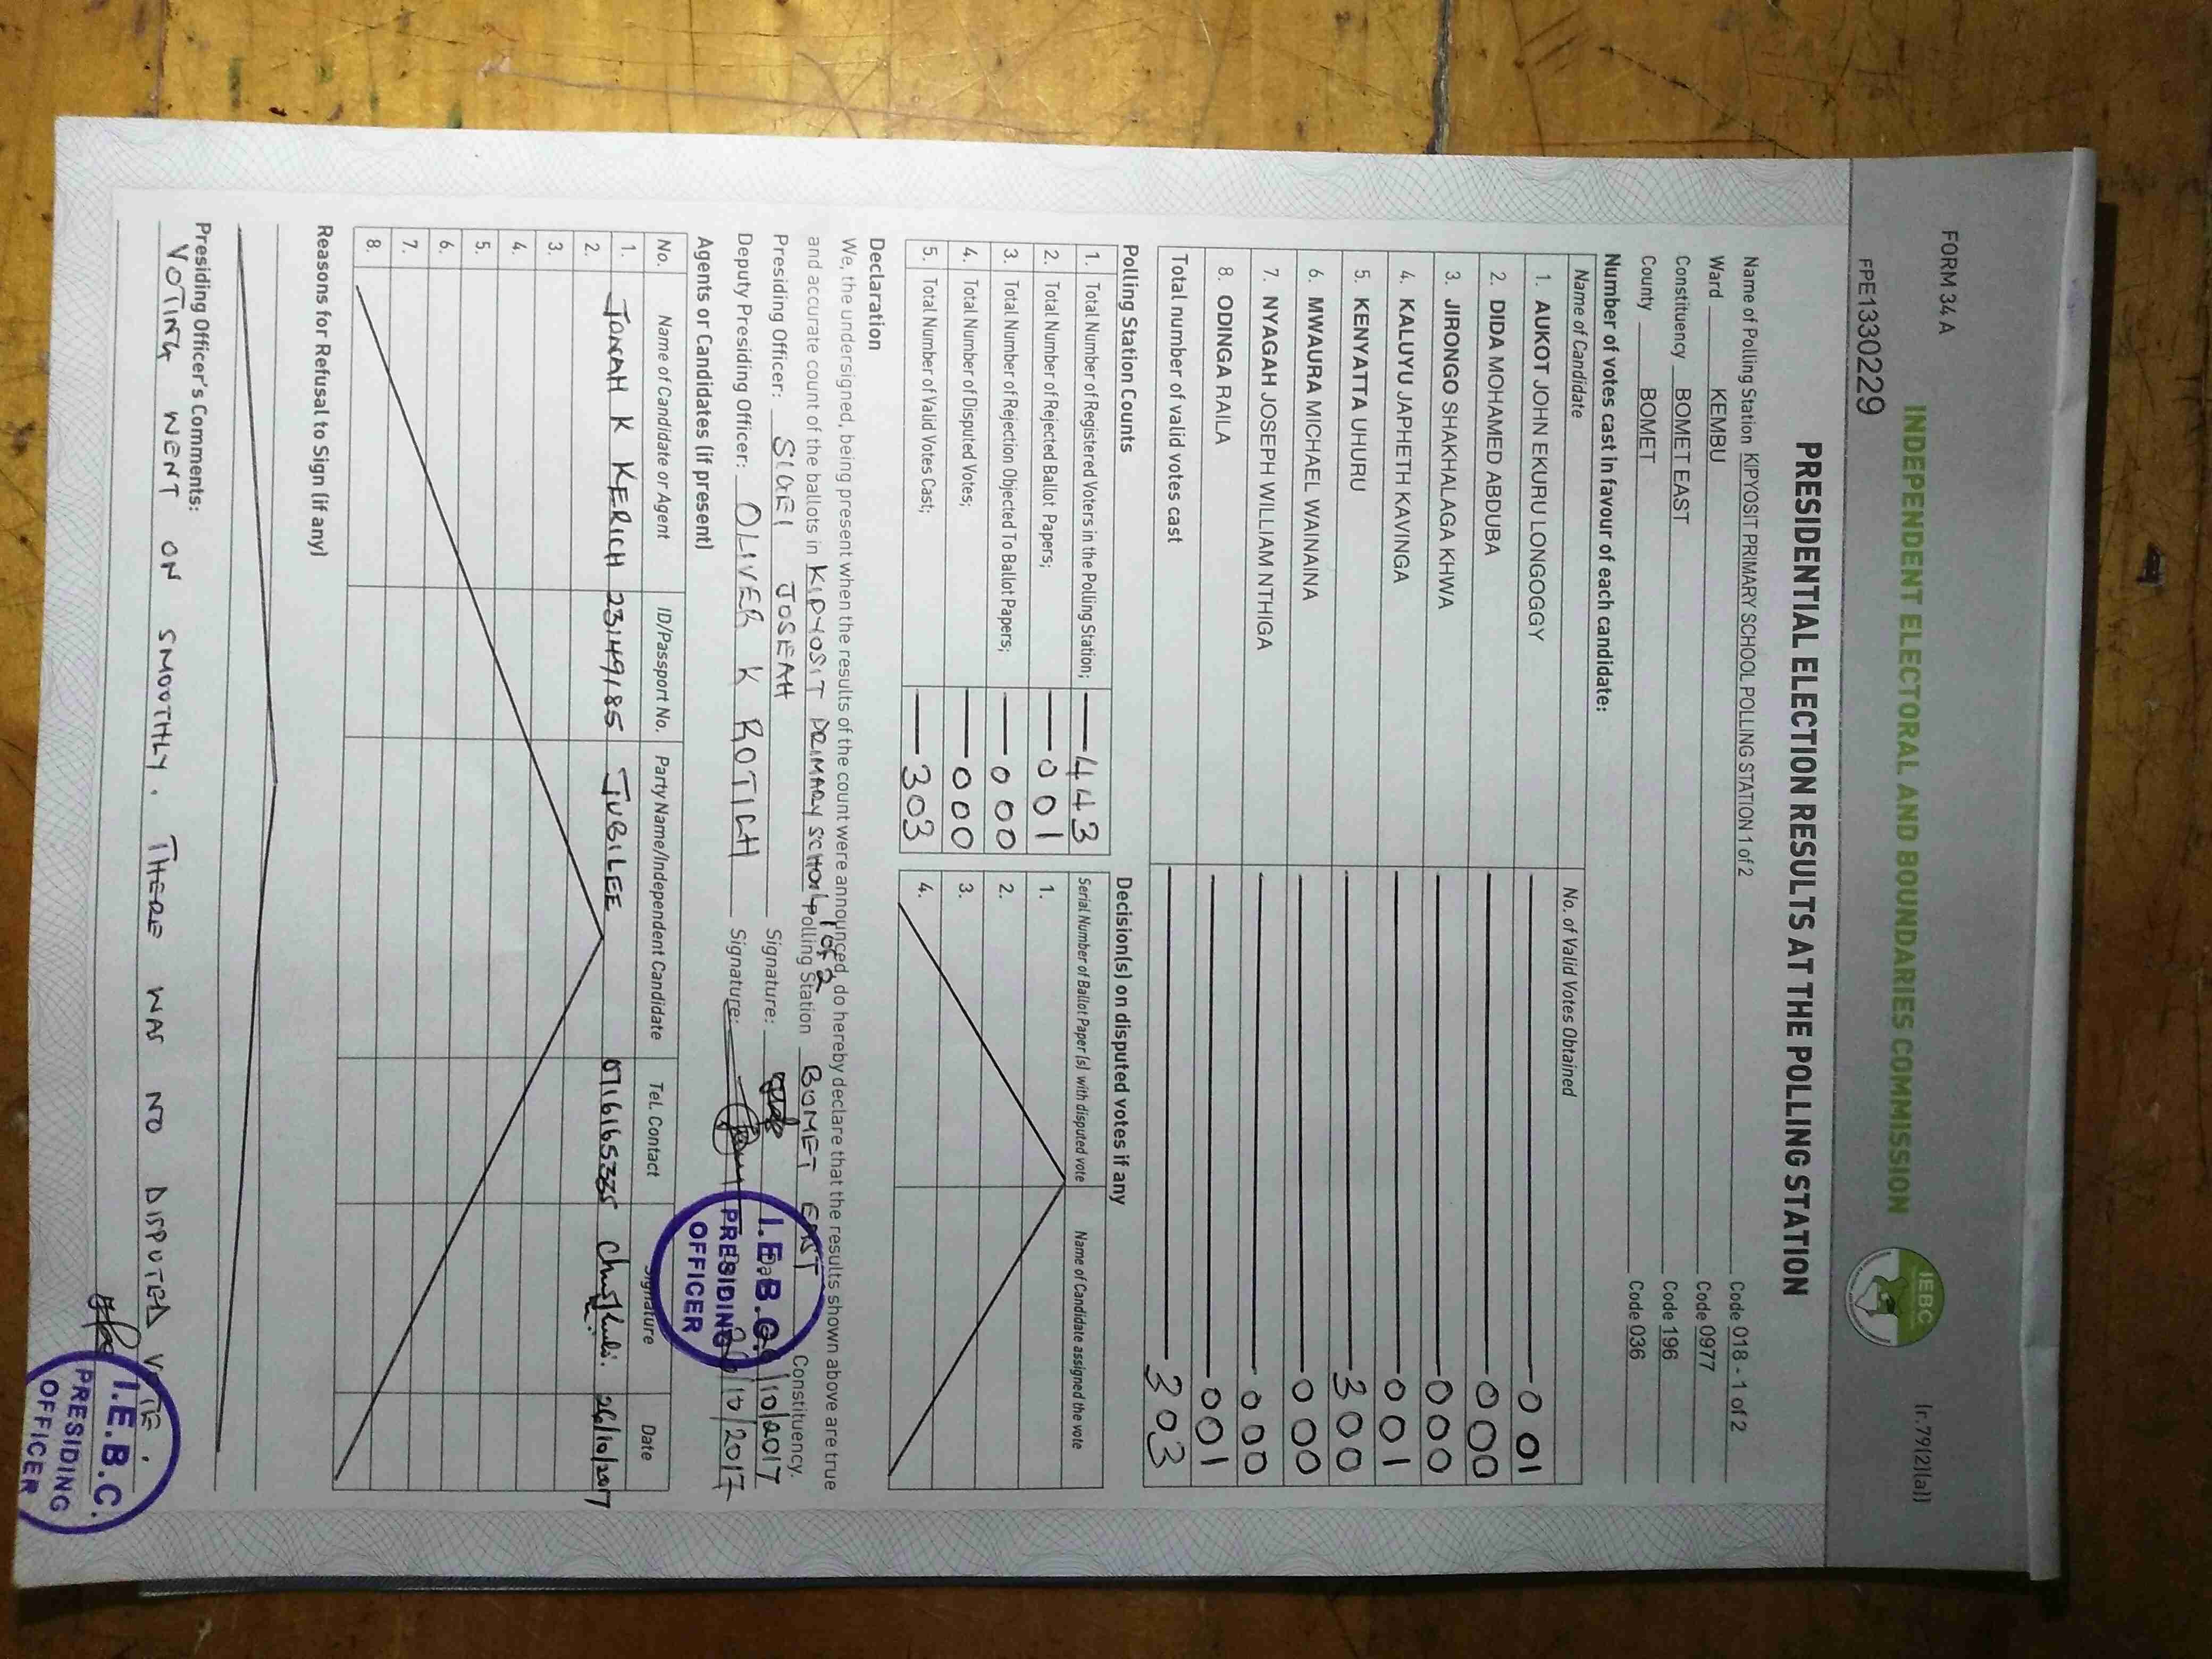 FORM 34 A
[r.79(2)(a)]
INDEPENDENT ELECTORAL AND BOUNDARIES COMMISSION
IEBC
FPE1330229
PRESIDENTIAL ELECTION RESULTS AT THE POLLING STATION
Name of Polling Station KIPYOSIT PRIMARY SCHOOL POLLING STATION 1 of 2 Code 018 - 1 of 2
Ward KEMBU Code 0977
Constituency BOMET EAST Code 196
County BOMET Code 036
Number of votes cast in favour of each candidate:
Name of Candidate No. of Valid Votes Obtained
1. AUKOT JOHN EKURU LONGOGGY 001
2. DIDA MOHAMED ABDUBA 000
3. JIRONGO SHAKHALAGA KHWA 000
4. KALUYU JAPHETH KAVINGA 001
5. KENYATTA UHURU 300
6. MWAURA MICHAEL WAINAINA 000
7. NYAGAH JOSEPH WILLIAM NTHIGA 000
8. ODINGA RAILA 001
Total number of valid votes cast 303
Polling Station Counts
1. Total Number of Registered Voters in the Polling Station; 443
2. Total Number of Rejected Ballot Papers; 001
3. Total Number of Rejection Objected To Ballot Papers; 000
4. Total Number of Disputed Votes; 000
5. Total Number of Valid Votes Cast; 303
Decision(s) on disputed votes if any
Serial Number of Ballot Paper (s) with disputed vote Name of Candidate assigned the vote
1.
2.
3.
4.
Declaration
We, the undersigned, being present when the results of the count were announced, do hereby declare that the results shown above are true
1 of 2
and accurate count of the ballots in KIPYOSIT PRIMARY SCHOOL Polling Station BOMET EAST Constituency.
Presiding Officer: SIGEI JOSEAH Signature: /10/2017
Deputy Presiding Officer: OLIVER K ROTICH Signature: /10/2017
I.E.B.C.
PRESIDING
OFFICER
Agents or Candidates (if present)
No. Name of Candidate or Agent ID/Passport No. Party Name/Independent Candidate Tel. Contact Signature Date
1. JONAH K KERICH 23149185 JUBILEE 0716165335 26/10/2017
2.
3.
4.
5.
6.
7.
8.
Reasons for Refusal to Sign (if any)
Presiding Officer's Comments:
VOTING WENT ON SMOOTHLY. THERE WAS NO DISPUTED VOTE.
I.E.B.C.
PRESIDING
OFFICER